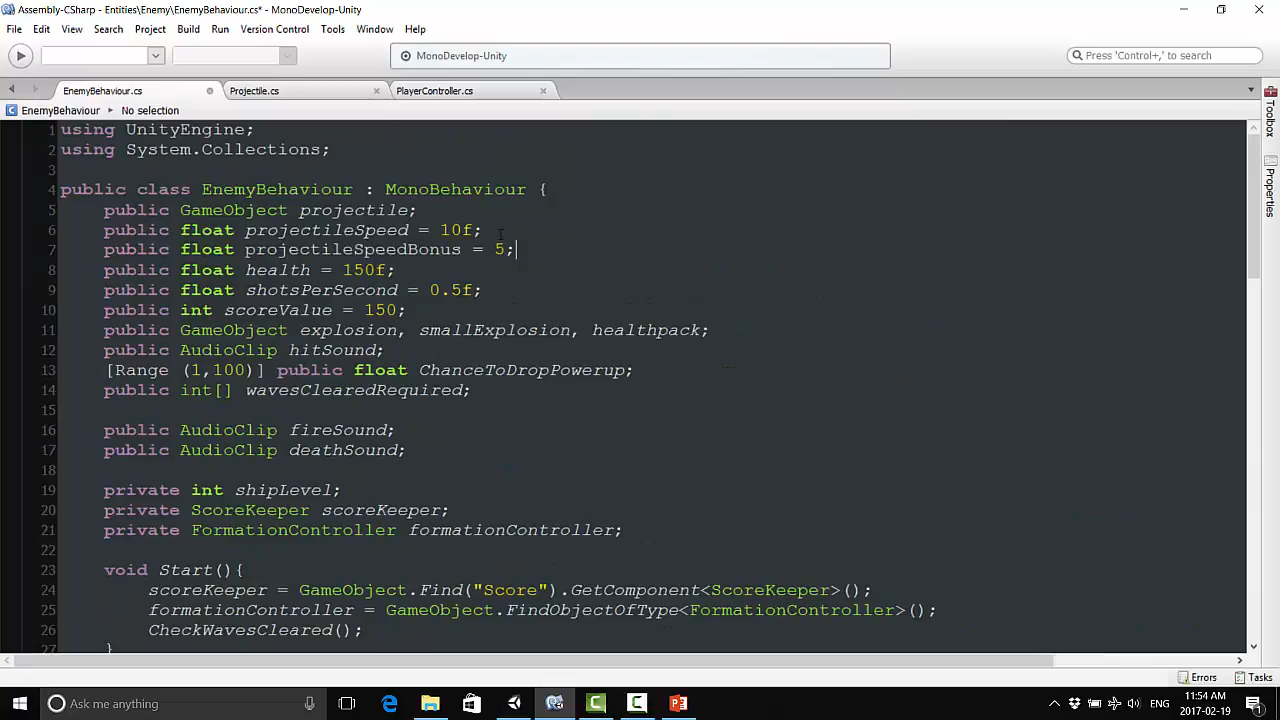 Assembly-CSharp - Entities\Enemy\EnemyBehaviour.cs* - MonoDevelop-Unity
File Edit View Search Project Build Run Version Control Tools Window Help
MonoDevelop-Unity
Press 'Control+,' to search
EnemyBehaviour.cs
Projectile.cs
PlayerController.cs
EnemyBehaviour ▸ No selection
1 using UnityEngine;
2 using System.Collections;
3
4 public class EnemyBehaviour : MonoBehaviour {
5 public GameObject projectile;
6 public float projectileSpeed = 10f;
7 public float projectileSpeedBonus = 5;
8 public float health = 150f;
9 public float shotsPerSecond = 0.5f;
10 public int scoreValue = 150;
11 public GameObject explosion, smallExplosion, healthpack;
12 public AudioClip hitSound;
13 [Range (1,100)] public float ChanceToDropPowerup;
14 public int[] wavesClearedRequired;
15
16 public AudioClip fireSound;
17 public AudioClip deathSound;
18
19 private int shipLevel;
20 private ScoreKeeper scoreKeeper;
21 private FormationController formationController;
22
23 void Start(){
24 scoreKeeper = GameObject.Find("Score").GetComponent<ScoreKeeper>();
25 formationController = GameObject.FindObjectOfType<FormationController>();
26 CheckWavesCleared();
27 }
Toolbox
Properties
Errors
Tasks
Ask me anything
11:54 AM
ENG
2017-02-19